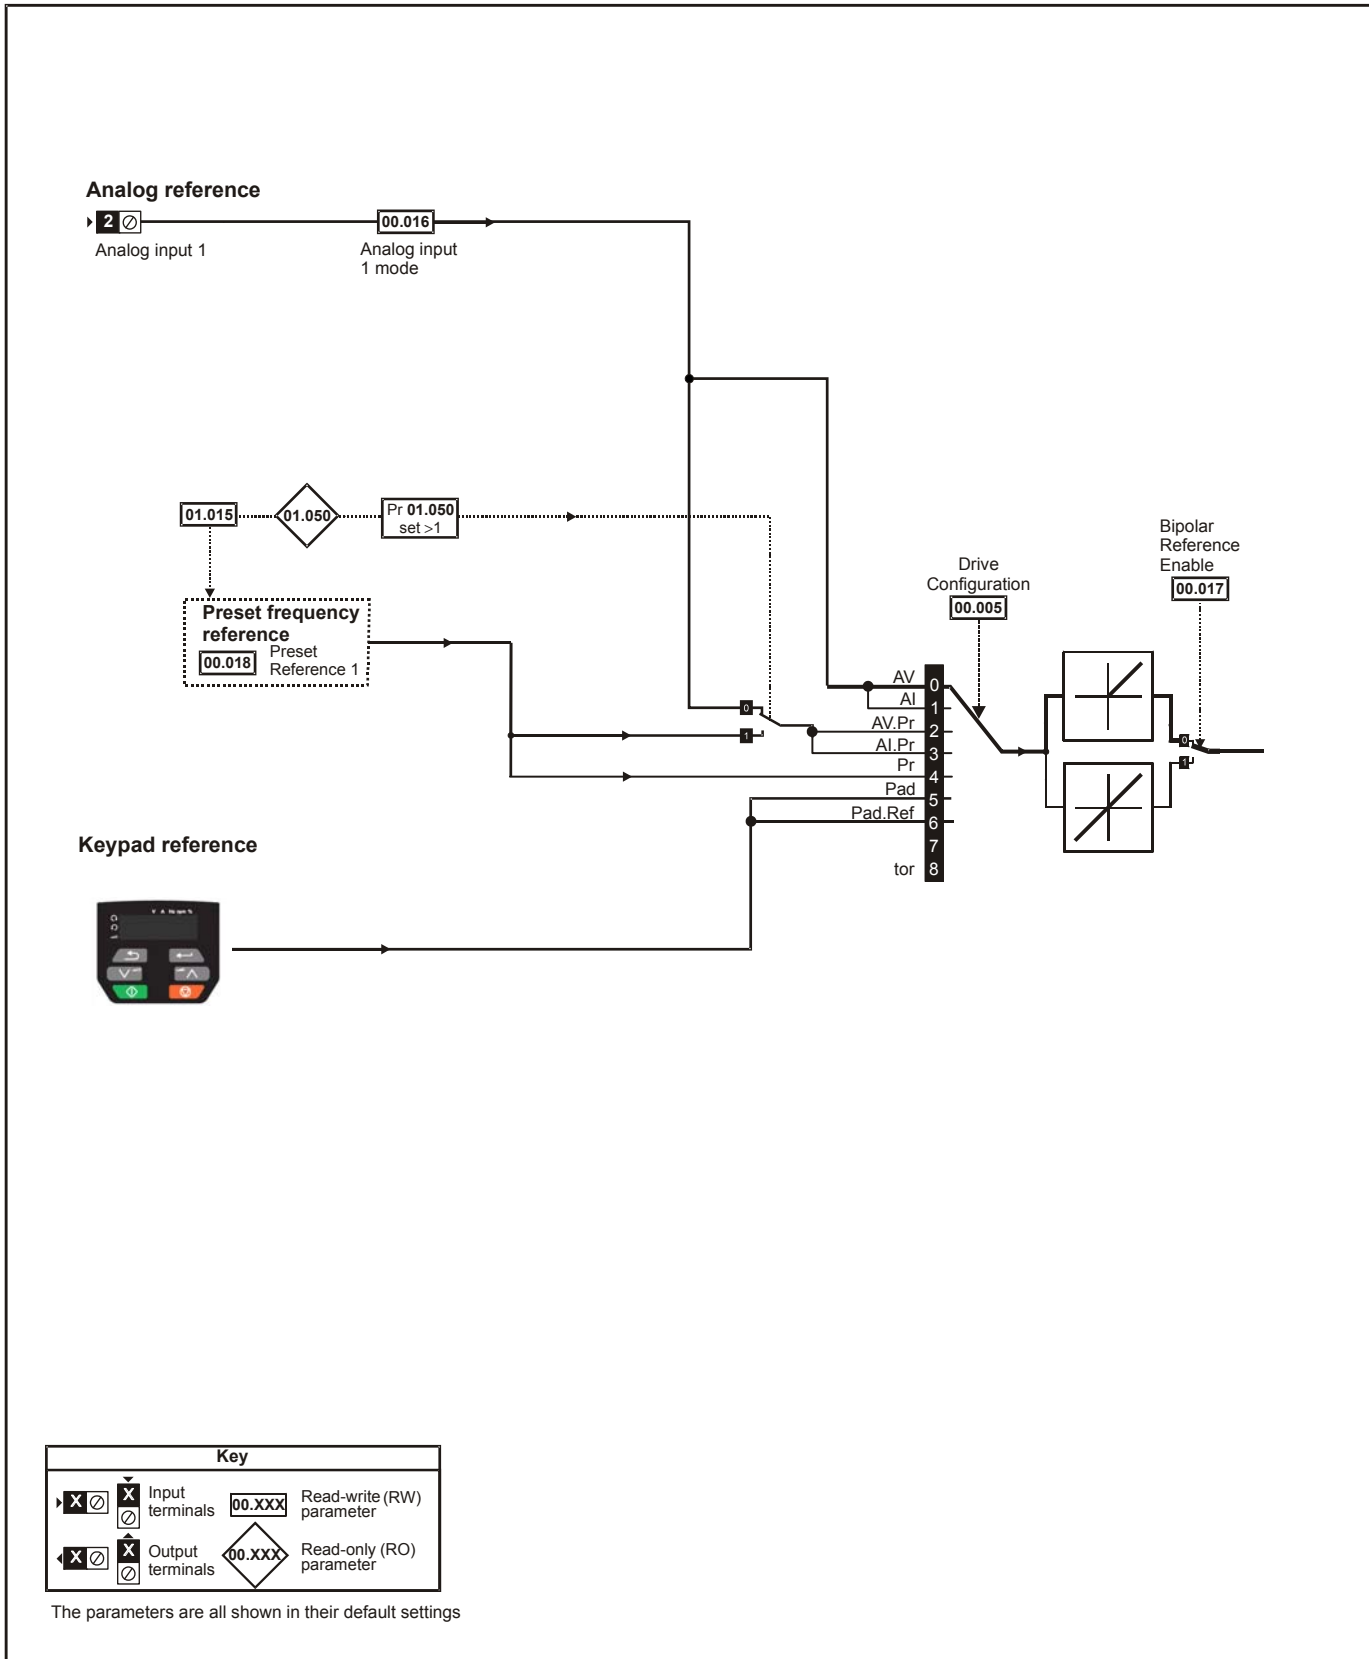 Analog reference
2
00.016
Analog input 1
Analog input
1 mode
01.015
01.050
Pr 01.050
set >1
Preset frequency
reference
00.018
Preset
Reference 1
Drive
Configuration
00.005
Bipolar
Reference
Enable
00.017
0
1
AV 0
AI 1
AV.Pr 2
AI.Pr 3
Pr 4
Pad 5
Pad.Ref 6
7
tor 8
0
1
Keypad reference
V A Hz rpm %
Key
X
X
Input
terminals
00.XXX
Read-write (RW)
parameter
X
X
Output
terminals
00.XXX
Read-only (RO)
parameter
The parameters are all shown in their default settings